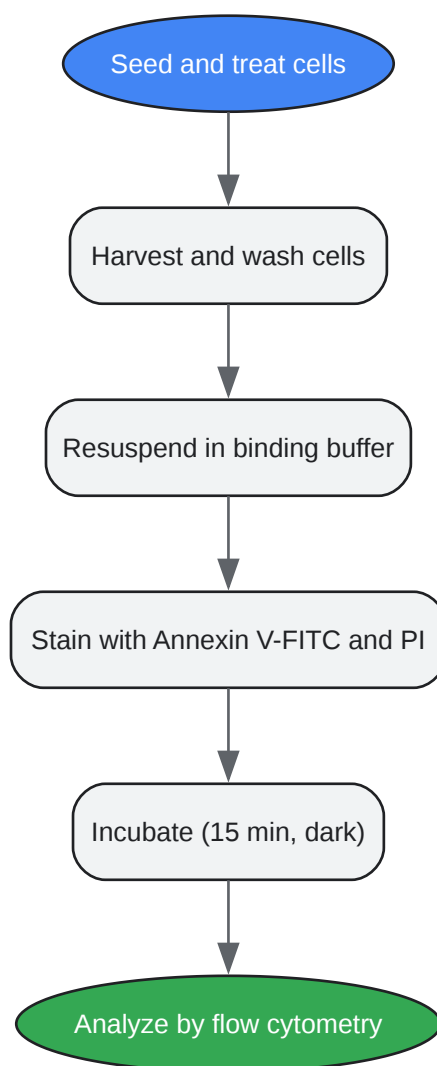 Seed and treat cells
Harvest and wash cells
Resuspend in binding buffer
Stain with Annexin V-FITC and PI
Incubate (15 min, dark)
Analyze by flow cytometry